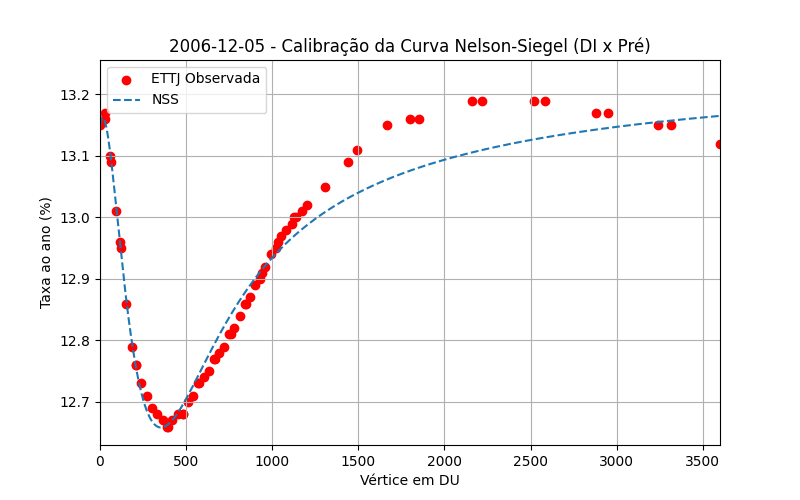 2006-12-05 - Calibração da Curva Nelson-Siegel (DI x Pré)
ETTJ Observada
NSS
Taxa ao ano (%)
13.2
13.1
13.0
12.9
12.8
12.7
0 500 1000 1500 2000 2500 3000 3500
Vértice em DU